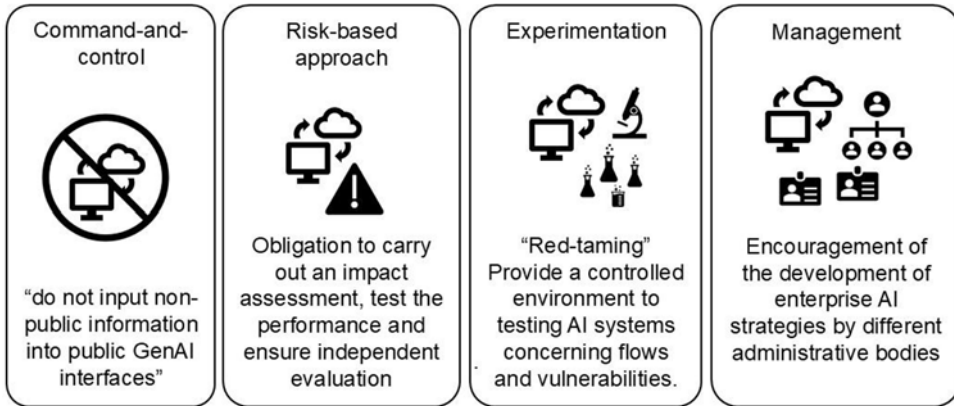 Command-and-
control
“do not input non-
public information
into public GenAI
interfaces”
Risk-based
approach
Obligation to carry
out an impact
assessment, test the
performance and
ensure independent
evaluation
Experimentation
“Red-taming”
Provide a controlled
environment to
testing AI systems
concerning flows
and vulnerabilities.
.
Management
Encouragement of
the development of
enterprise AI
strategies by different
administrative bodies